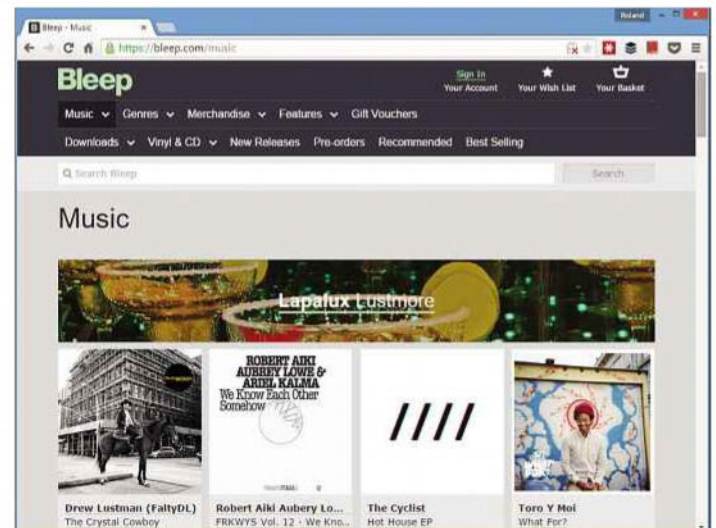 Bleep - Music
Roland
https://bleep.com/music
Bleep
Sign In
Your Account
Your Wish List
Your Basket
Music Genres Merchandise Features Gift Vouchers
Downloads Vinyl & CD New Releases Pre-orders Recommended Best Selling
Search Bleep
Search
Music
Lapalux Lustmore
ROBERT AIKI
AUBREY LOWE &
ARIEL KALMA
We Know Each Other
Somehow
Drew Lustman (FaltyDL)
The Crystal Cowboy
Robert Aiki Aubery Lo...
FRKWYS Vol. 12 - We Kno...
The Cyclist
Hot House EP
Toro Y Moi
What For?